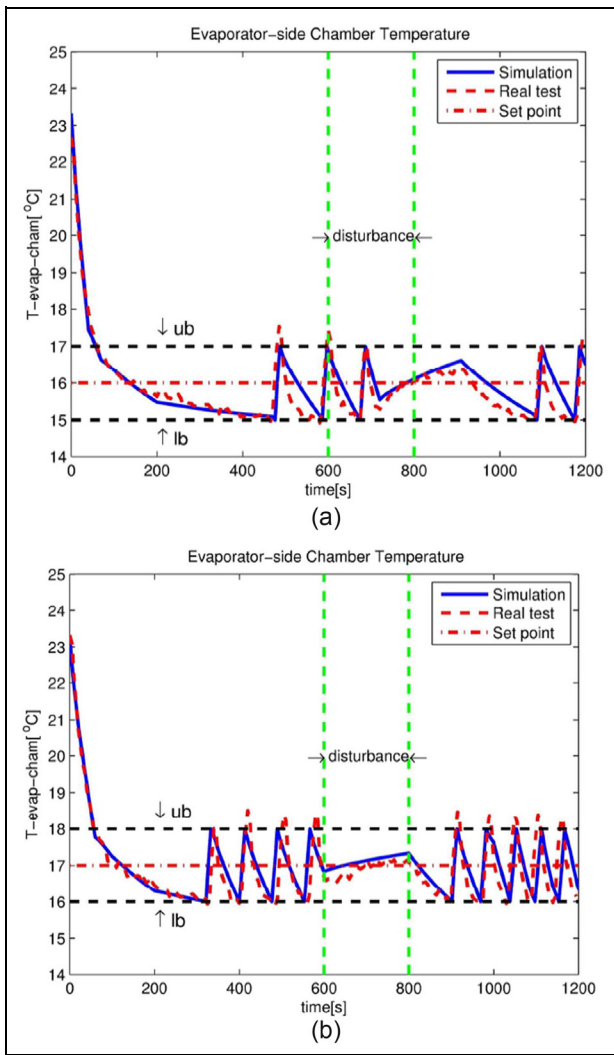 Evaporator-side Chamber Temperature
25
24
23
22
21
20
19
18
17
16
15
14
T-evap-cham[ °C]
Simulation
Real test
Set point
→disturbance←
↓ ub
↑ lb
0 200 400 600 800 1000 1200
time[s]
(a)
Evaporator-side Chamber Temperature
25
24
23
22
21
20
19
18
17
16
15
14
T-evap-cham[ °C]
Simulation
Real test
Set point
→disturbance←
↓ ub
↑ lb
0 200 400 600 800 1000 1200
time[s]
(b)